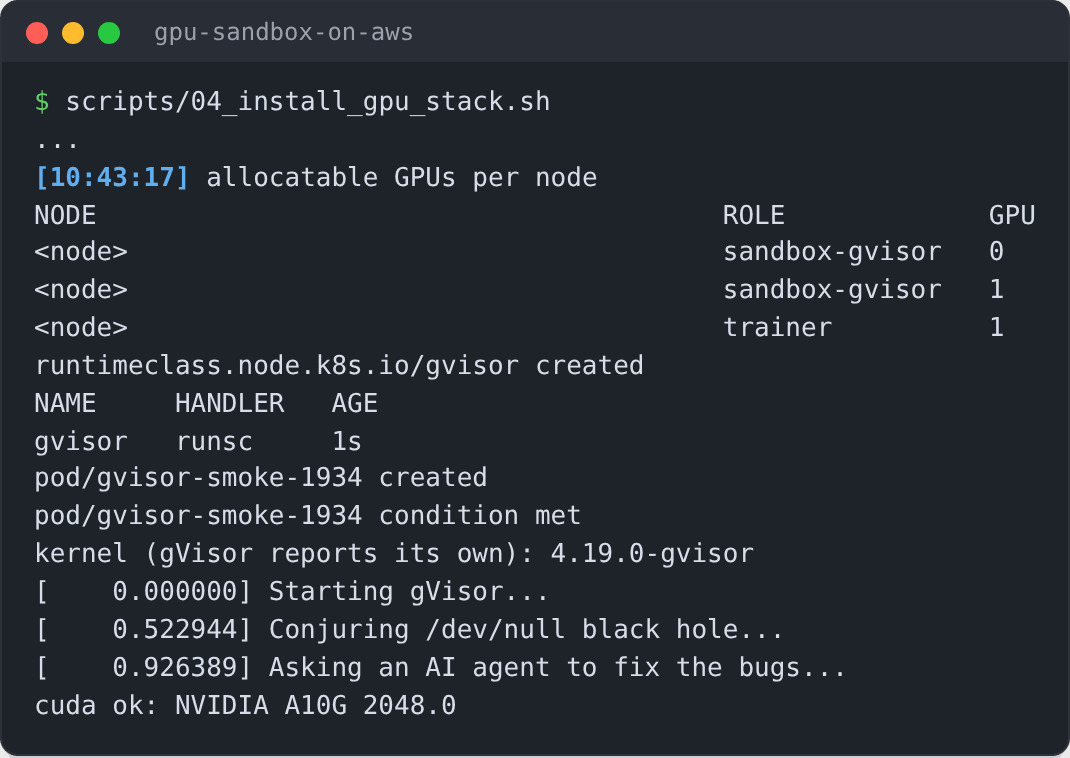 gpu-sandbox-on-aws
$ scripts/04_install_gpu_stack.sh
...
[10:43:17] allocatable GPUs per node
NODE ROLE GPU
<node> sandbox-gvisor 0
<node> sandbox-gvisor 1
<node> trainer 1
runtimeclass.node.k8s.io/gvisor created
NAME HANDLER AGE
gvisor runsc 1s
pod/gvisor-smoke-1934 created
pod/gvisor-smoke-1934 condition met
kernel (gVisor reports its own): 4.19.0-gvisor
[    0.000000] Starting gVisor...
[    0.522944] Conjuring /dev/null black hole...
[    0.926389] Asking an AI agent to fix the bugs...
cuda ok: NVIDIA A10G 2048.0